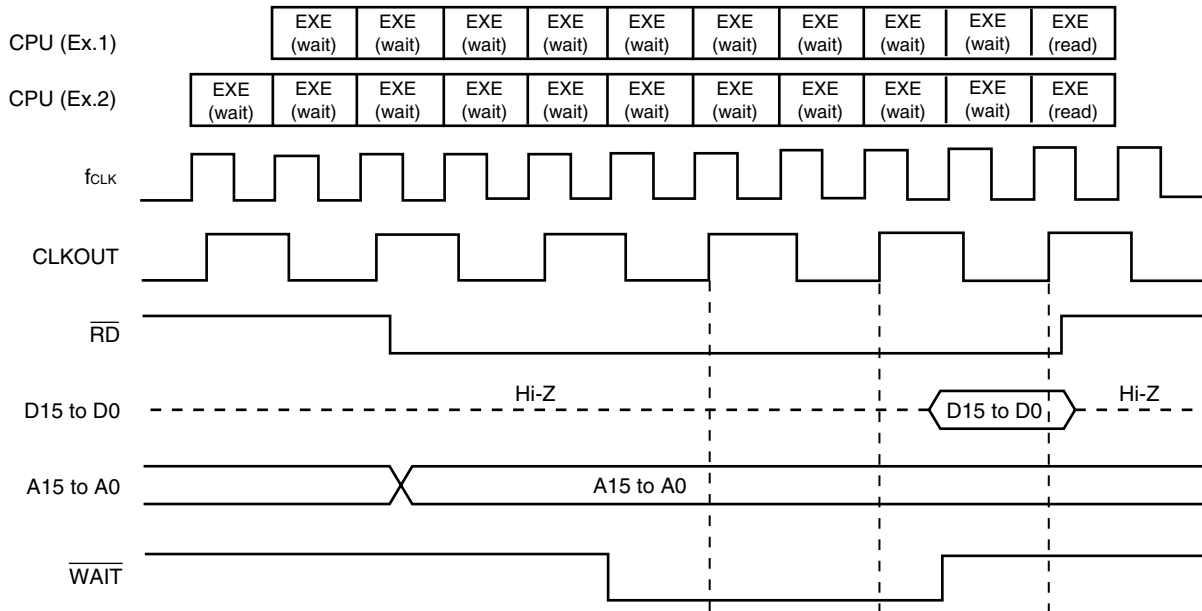 CPU (Ex.1)
EXE EXE EXE EXE EXE EXE EXE EXE EXE EXE
(wait) (wait) (wait) (wait) (wait) (wait) (wait) (wait) (wait) (read)
CPU (Ex.2)
EXE EXE EXE EXE EXE EXE EXE EXE EXE EXE EXE
(wait) (wait) (wait) (wait) (wait) (wait) (wait) (wait) (wait) (wait) (read)
fCLK
CLKOUT
RD
Hi-Z Hi-Z
D15 to D0 D15 to D0
A15 to A0 A15 to A0
WAIT